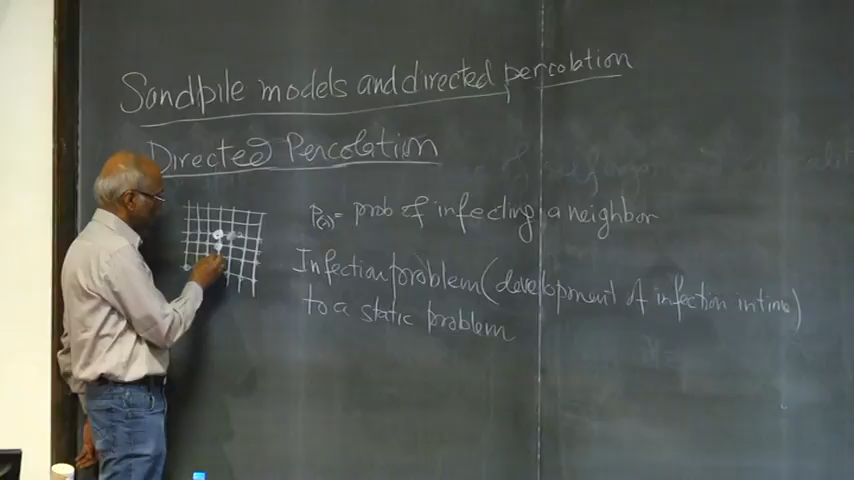 Sandpile models and directed percolation
Directed Percolation
P(x) = prob of infecting a neighbor
Infection problem (development of infection in time)
to a static problem